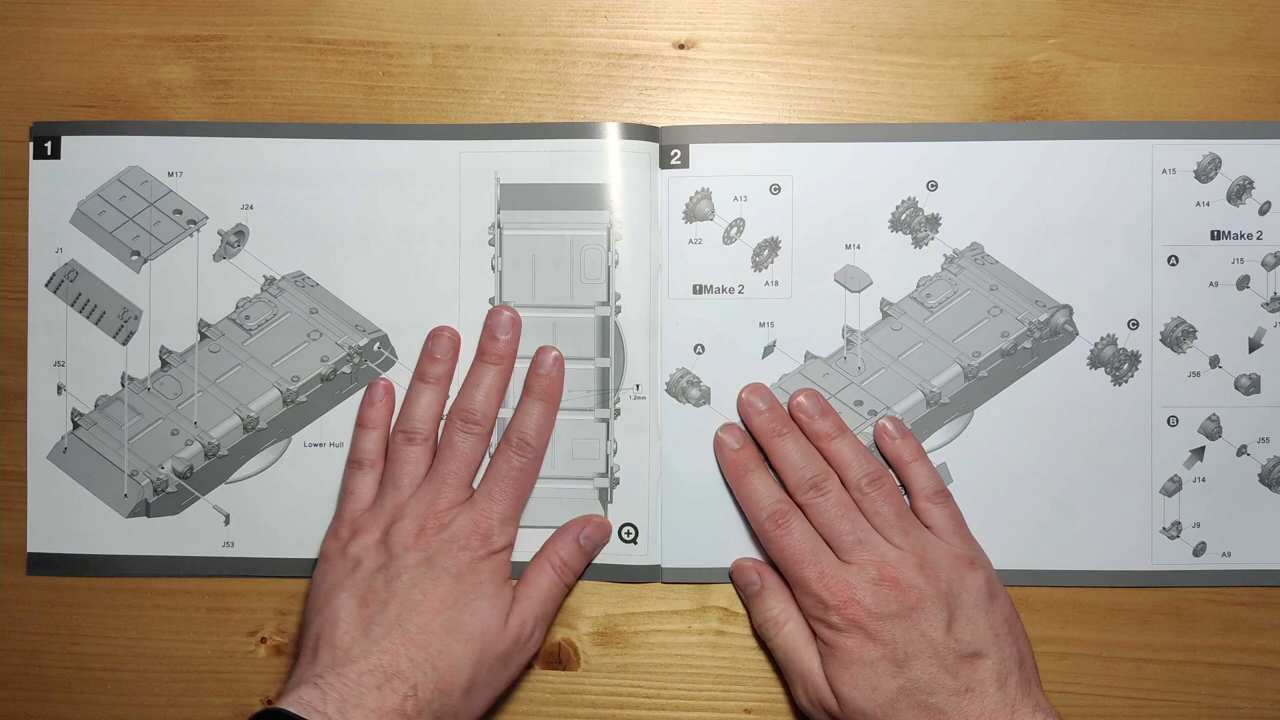 1
M17
J24
J1
J52
Lower Hull
J53
1.2mm
2
C
A13
A22
!Make 2
A18
C
M14
M15
A
C
A15
A14
!Make 2
A
J15
A9
J56
B
J55
J14
J9
A9